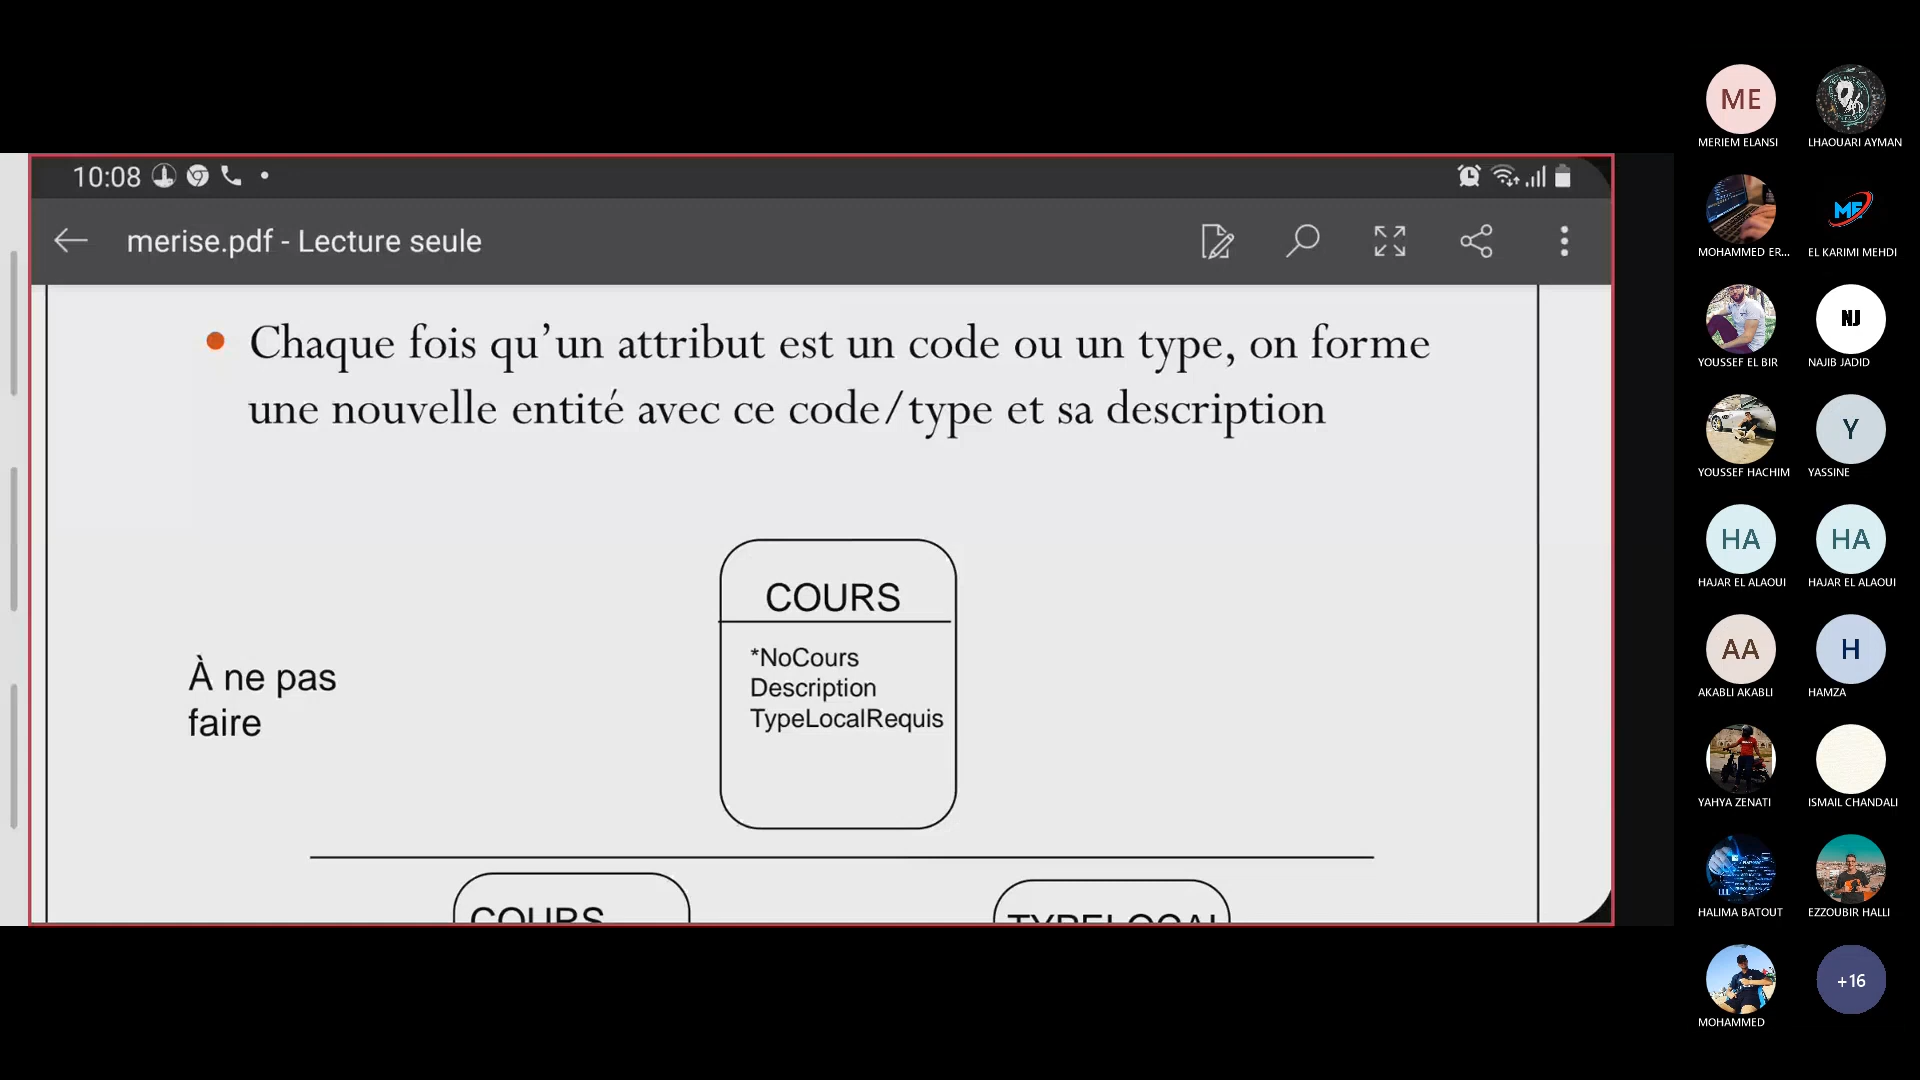 10:08
merise.pdf - Lecture seule
Chaque fois qu’un attribut est un code ou un type, on forme
une nouvelle entité avec ce code/type et sa description
COURS
*NoCours
Description
TypeLocalRequis
À ne pas
faire
COURS
TYPELOCAL
ME
MERIEM ELANSI
LHAOUARI AYMAN
MOHAMMED ER...
ME
EL KARIMI MEHDI
YOUSSEF EL BIR
NJ
NAJIB JADID
YOUSSEF HACHIM
Y
YASSINE
HA
HAJAR EL ALAOUI
HA
HAJAR EL ALAOUI
AA
AKABLI AKABLI
H
HAMZA
YAHYA ZENATI
ISMAIL CHANDALI
HALIMA BATOUT
EZZOUBIR HALLI
MOHAMMED
+16